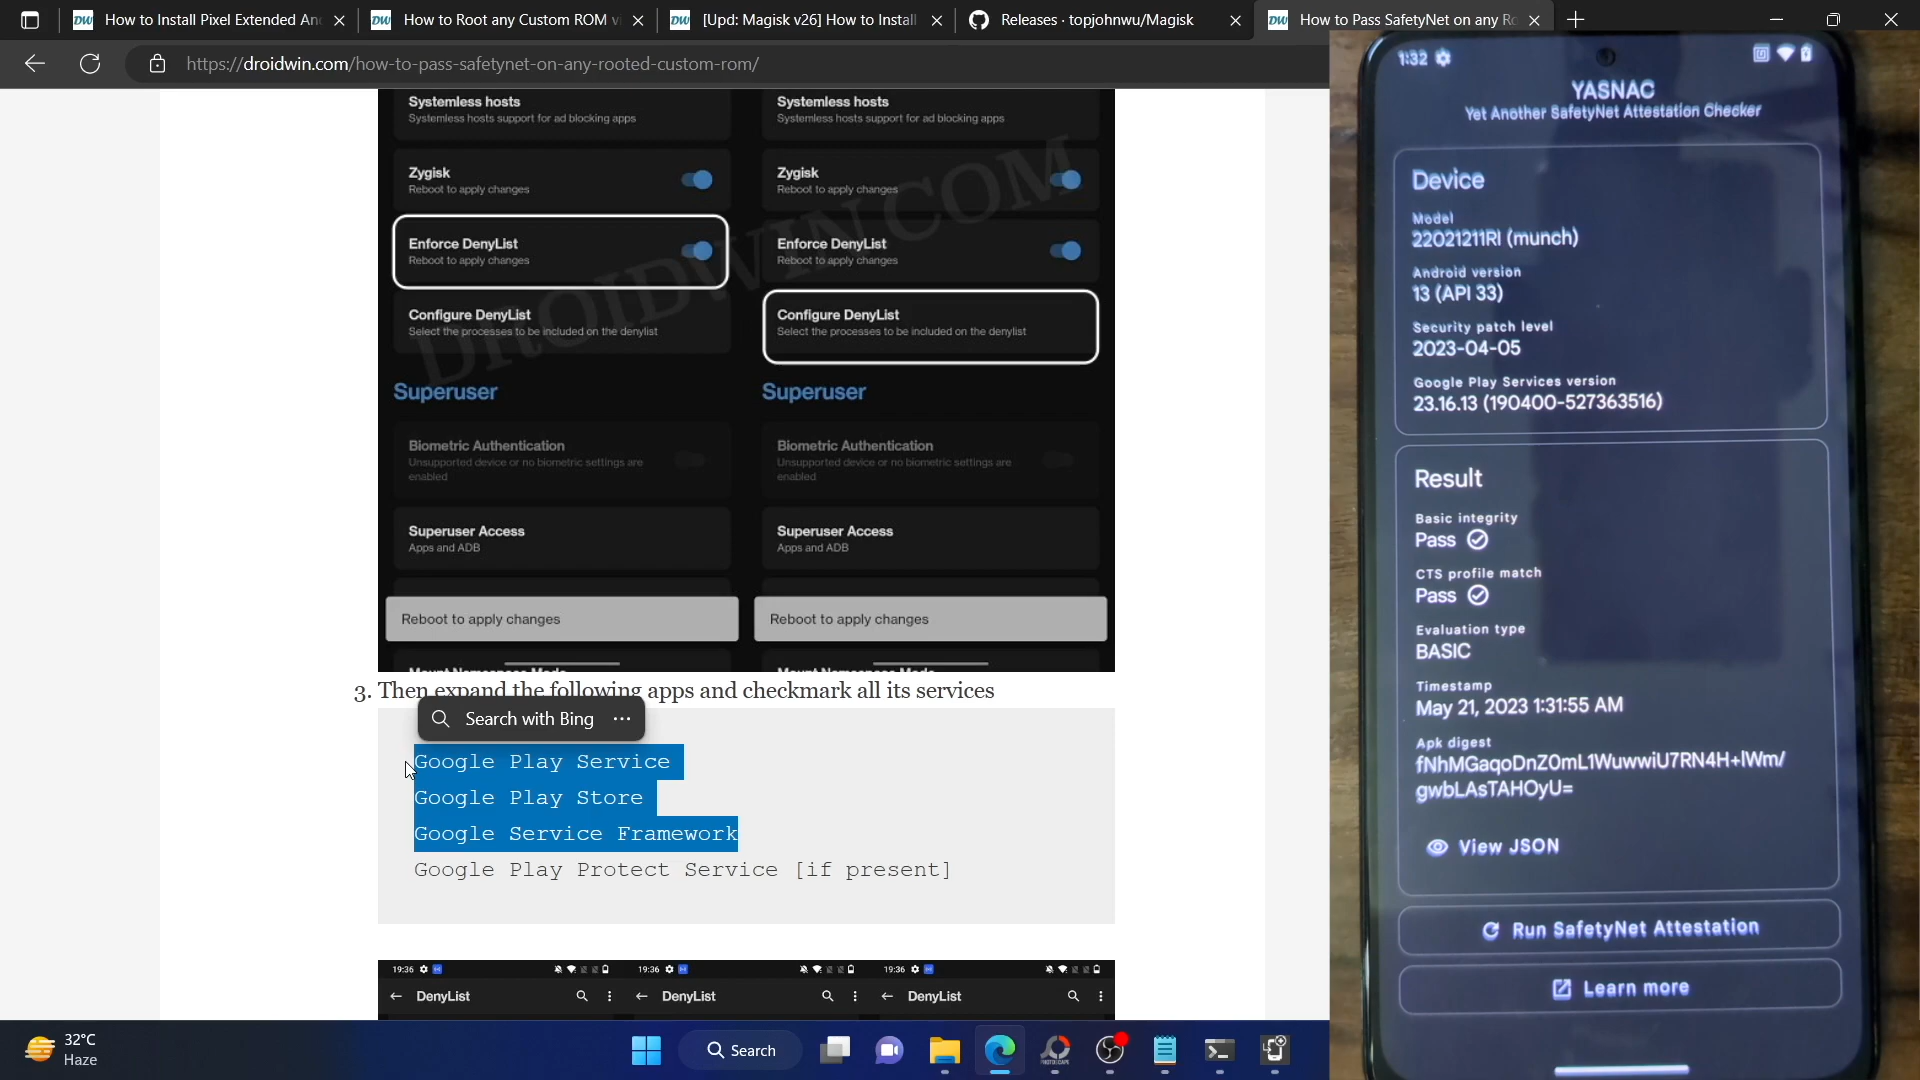 How to Install Pixel Extended An
How to Root any Custom ROM v
[Upd: Magisk v26] How to Install
Releases · topjohnwu/Magisk
How to Pass SafetyNet on any Ro
https://droidwin.com/how-to-pass-safetynet-on-any-rooted-custom-rom/
Systemless hosts
Systemless hosts support for ad blocking apps
Zygisk
Reboot to apply changes
Enforce DenyList
Reboot to apply changes
Configure DenyList
Select the processes to be included on the denylist
Superuser
Biometric Authentication
Unsupported device or no biometric settings are
enabled
Superuser Access
Apps and ADB
Reboot to apply changes
Mount Namespace Mode
Systemless hosts
Systemless hosts support for ad blocking apps
Zygisk
Reboot to apply changes
Enforce DenyList
Reboot to apply changes
Configure DenyList
Select the processes to be included on the denylist
Superuser
Biometric Authentication
Unsupported device or no biometric settings are
enabled
Superuser Access
Apps and ADB
Reboot to apply changes
Mount Namespace Mode
DROIDWIN.COM
3. Then expand the following apps and checkmark all its services
Search with Bing ...
Google Play Service
Google Play Store
Google Service Framework
Google Play Protect Service [if present]
19:36
DenyList
19:36
DenyList
19:36
DenyList
32°C
Haze
Search
1:32
YASNAC
Yet Another SafetyNet Attestation Checker
Device
Model
22021211RI (munch)
Android version
13 (API 33)
Security patch level
2023-04-05
Google Play Services version
23.16.13 (190400-527363516)
Result
Basic integrity
Pass
CTS profile match
Pass
Evaluation type
BASIC
Timestamp
May 21, 2023 1:31:55 AM
Apk digest
fNhMGaqoDnZ0mL1WuwwiU7RN4H+lWm/
gwbLAsTAHOyU=
View JSON
Run SafetyNet Attestation
Learn more